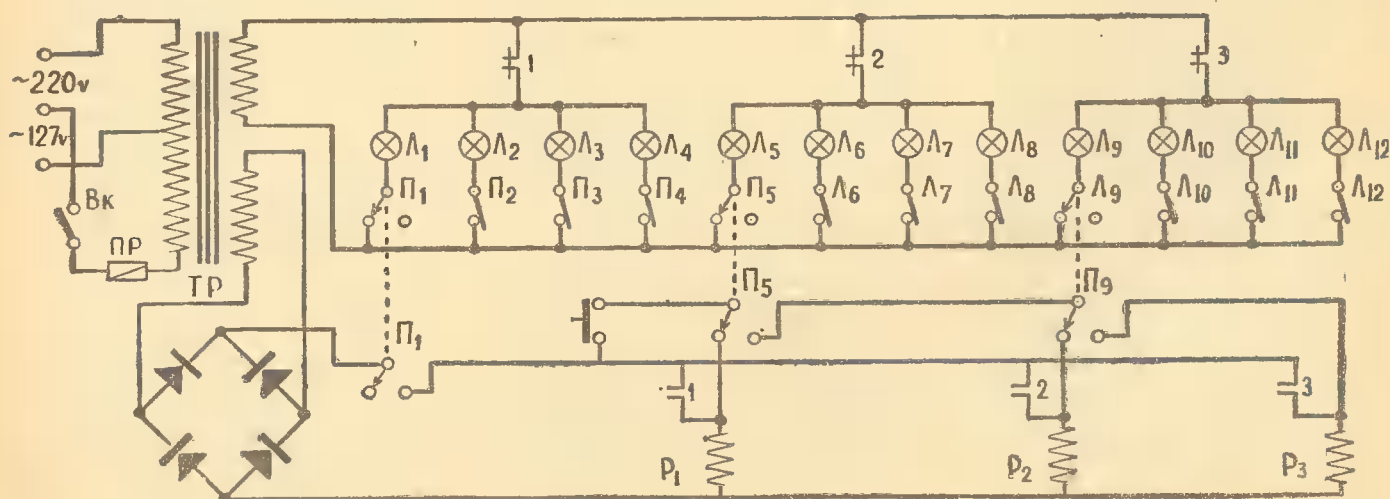 ~220v
~127v
Вк
ПР
ТР
1 2 3
Л1 Л2 Л3 Л4 Л5 Л6 Л7 Л8 Л9 Л10 Л11 Л12
П1 П2 П3 П4 П5 Л6 Л7 Л8 Л9 Л10 Л11 Л12
П5 П9
П1
1 2 3
Р1 Р2 Р3